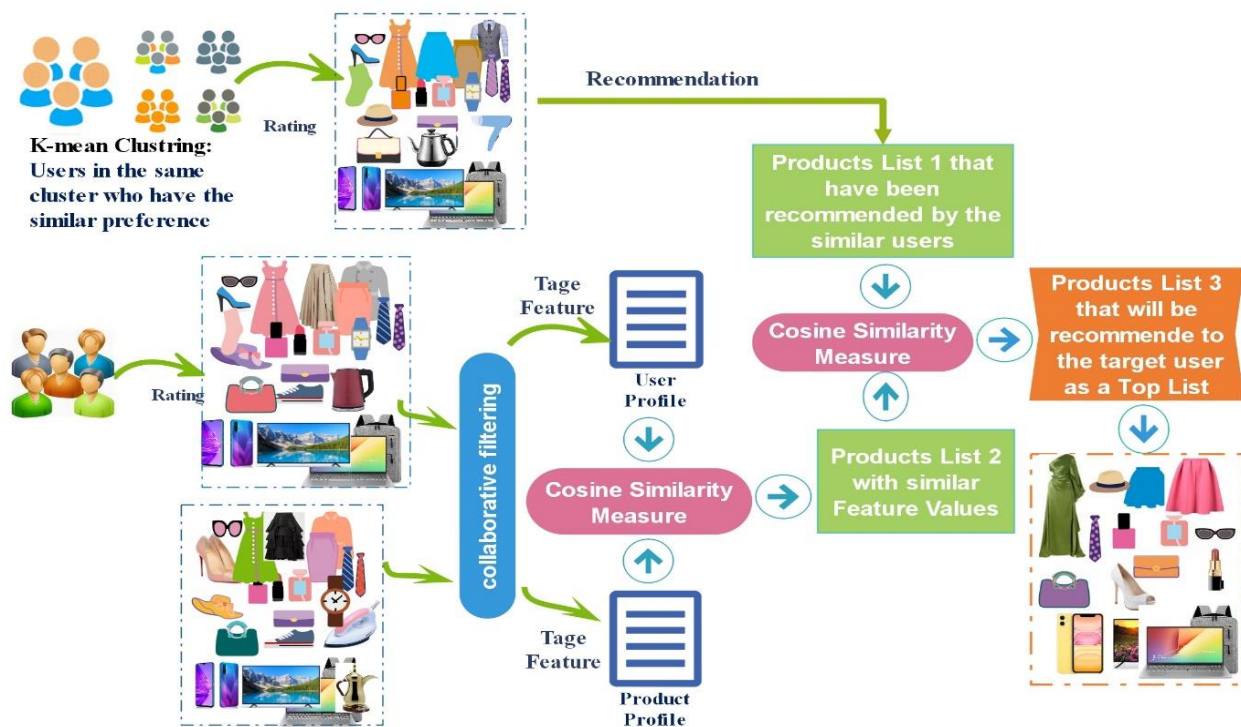 Recommendation
Rating
K-mean Clustring:
Users in the same
cluster who have the
similar preference
Products List 1 that
have been
recommended by the
similar users
Rating
collaborative filtering
Tage
Feature
User
Profile
Cosine Similarity
Measure
Tage
Feature
Product
Profile
Cosine Similarity
Measure
Products List 2
with similar
Feature Values
Products List 3
that will be
recommende to
the target user
as a Top List